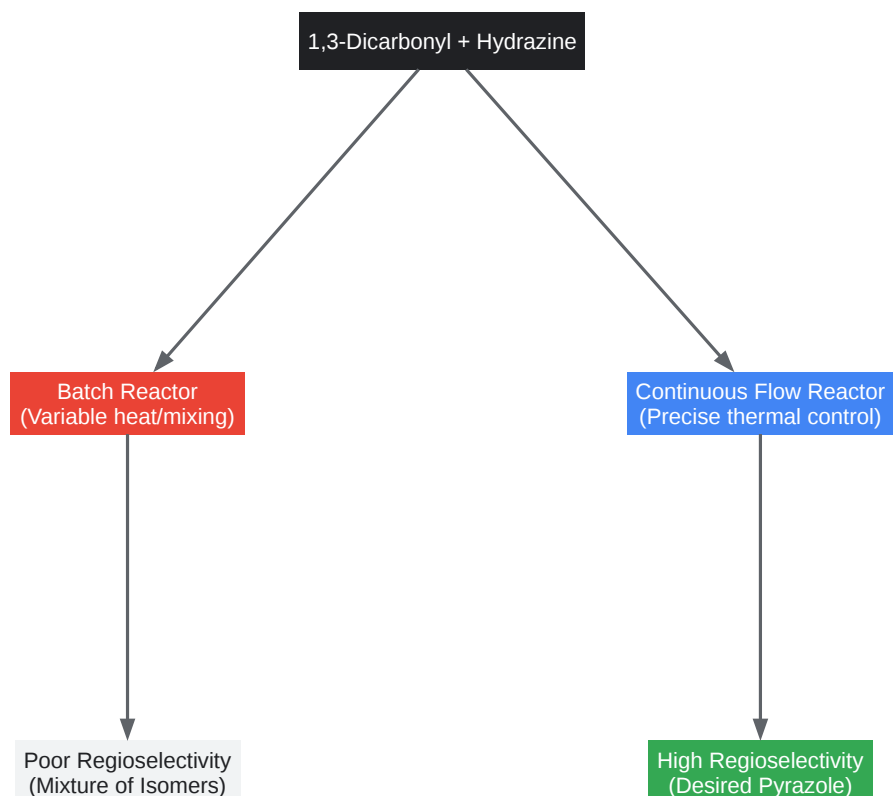 1,3-Dicarbonyl + Hydrazine
Batch Reactor
(Variable heat/mixing)
Continuous Flow Reactor
(Precise thermal control)
Poor Regioselectivity
(Mixture of Isomers)
High Regioselectivity
(Desired Pyrazole)